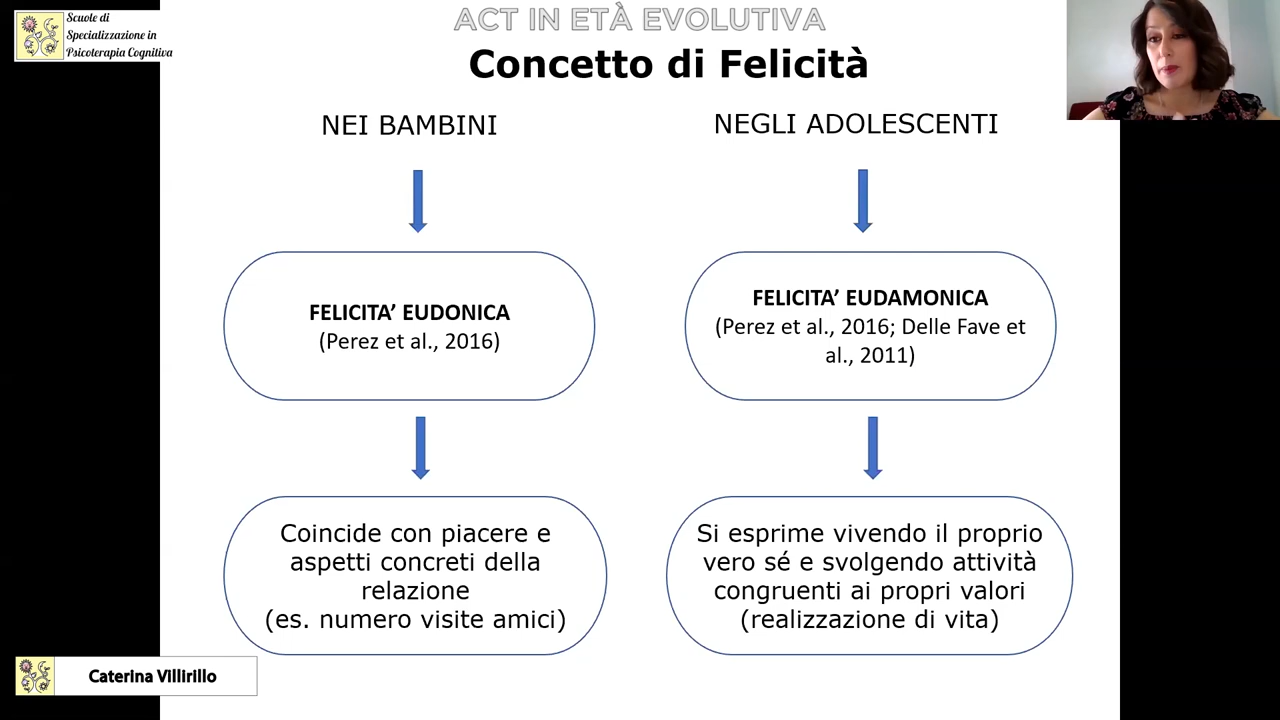 Scuole di
Specializzazione in
Psicoterapia Cognitiva
ACT IN ETÀ EVOLUTIVA
Concetto di Felicità
NEI BAMBINI
NEGLI ADOLESCENTI
FELICITA’ EUDONICA
(Perez et al., 2016)
FELICITA’ EUDAMONICA
(Perez et al., 2016; Delle Fave et
al., 2011)
Coincide con piacere e
aspetti concreti della
relazione
(es. numero visite amici)
Si esprime vivendo il proprio
vero sé e svolgendo attività
congruenti ai propri valori
(realizzazione di vita)
Caterina Villirillo